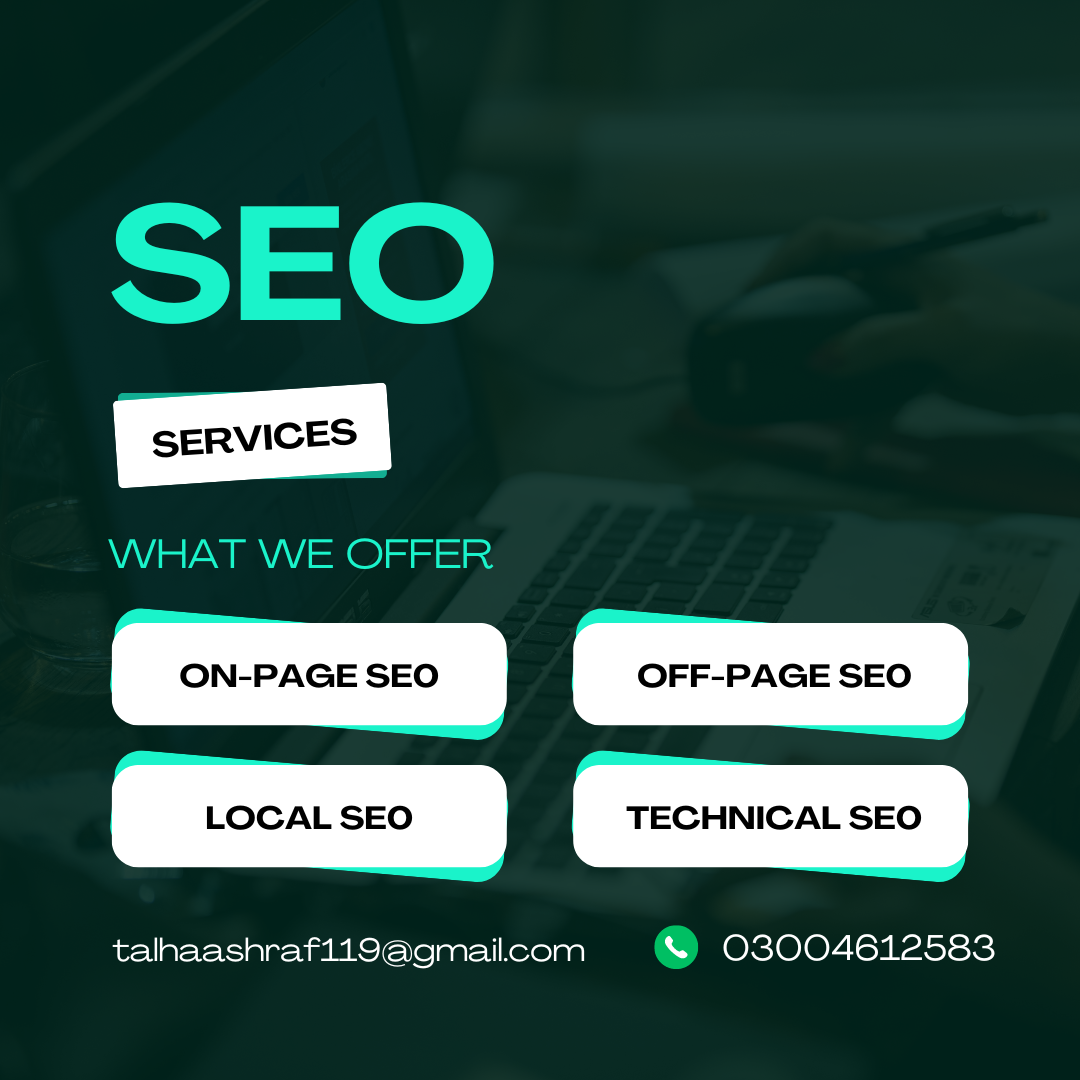 SEO
SERVICES
WHAT WE OFFER
ON-PAGE SEO
OFF-PAGE SEO
LOCAL SEO
TECHNICAL SEO
talhaashraf119@gmail.com
03004612583